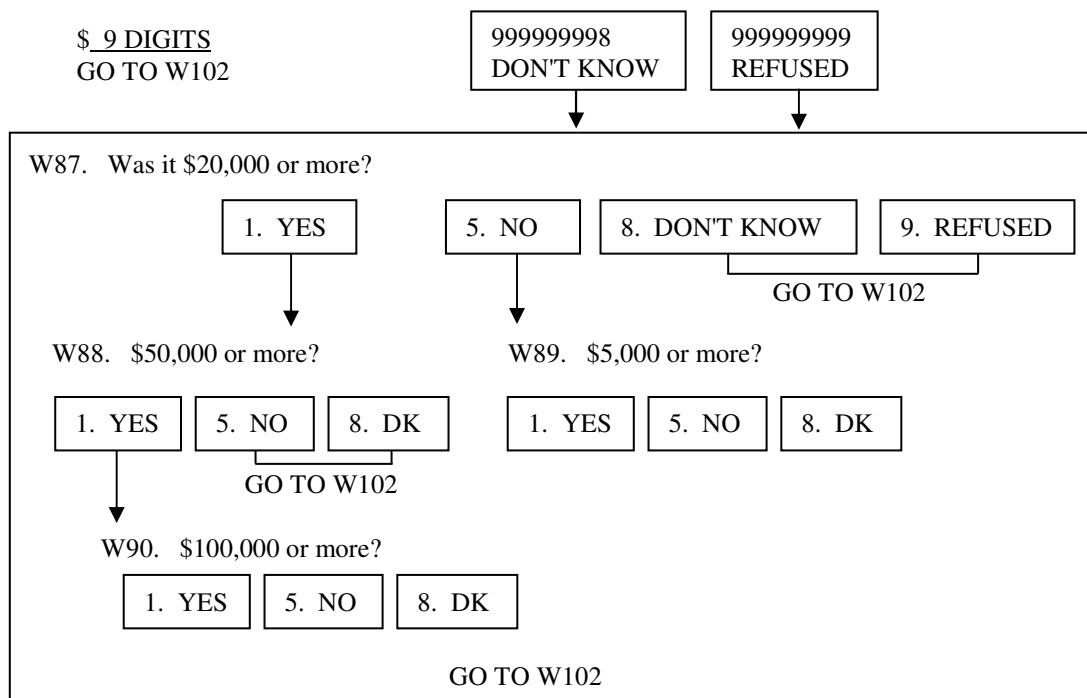 $ 9 DIGITS
GO TO W102
999999998
DON'T KNOW
999999999
REFUSED
W87. Was it $20,000 or more?
1. YES
5. NO
8. DON'T KNOW
9. REFUSED
GO TO W102
W88. $50,000 or more?
W89. $5,000 or more?
1. YES
5. NO
8. DK
1. YES
5. NO
8. DK
GO TO W102
W90. $100,000 or more?
1. YES
5. NO
8. DK
GO TO W102